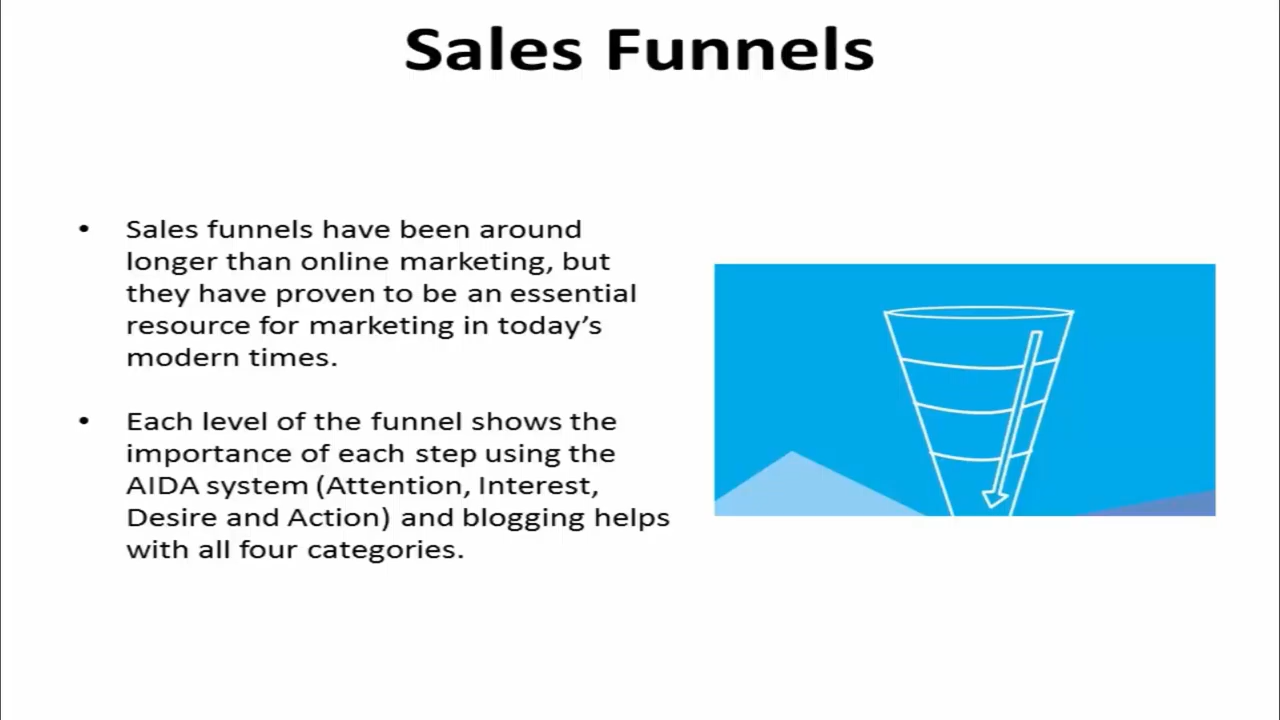 Sales Funnels
• Sales funnels have been around
longer than online marketing, but
they have proven to be an essential
resource for marketing in today’s
modern times.
• Each level of the funnel shows the
importance of each step using the
AIDA system (Attention, Interest,
Desire and Action) and blogging helps
with all four categories.